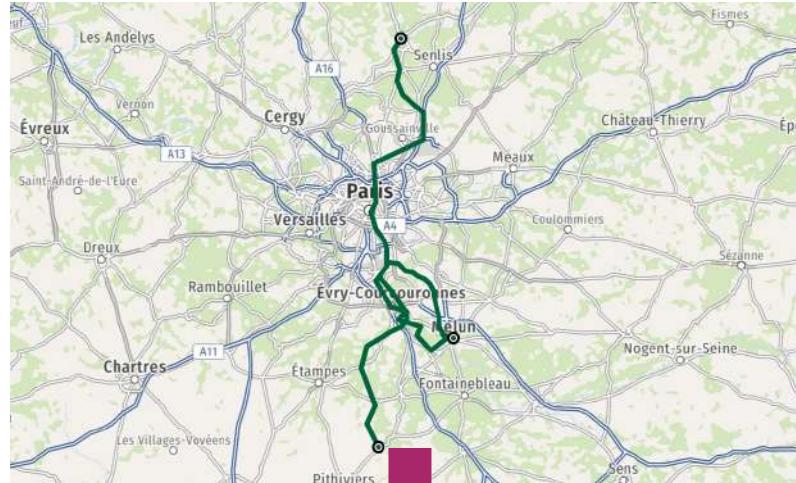 Fismes
Les Andelys
Senlis
A16
Vernon
Cergy
Goussainville
Château-Thierry
Évreux
A13
Meaux
Ép
Saint-André-de-l'Eure
Paris
Versailles
A4
Coulommiers
Dreux
Sézanne
Rambouillet
Évry-Courcouronnes
Melun
A11
Nogent-sur-Seine
Chartres
Étampes
Fontainebleau
Les Villages-Vovéens
Sens
Pithiviers